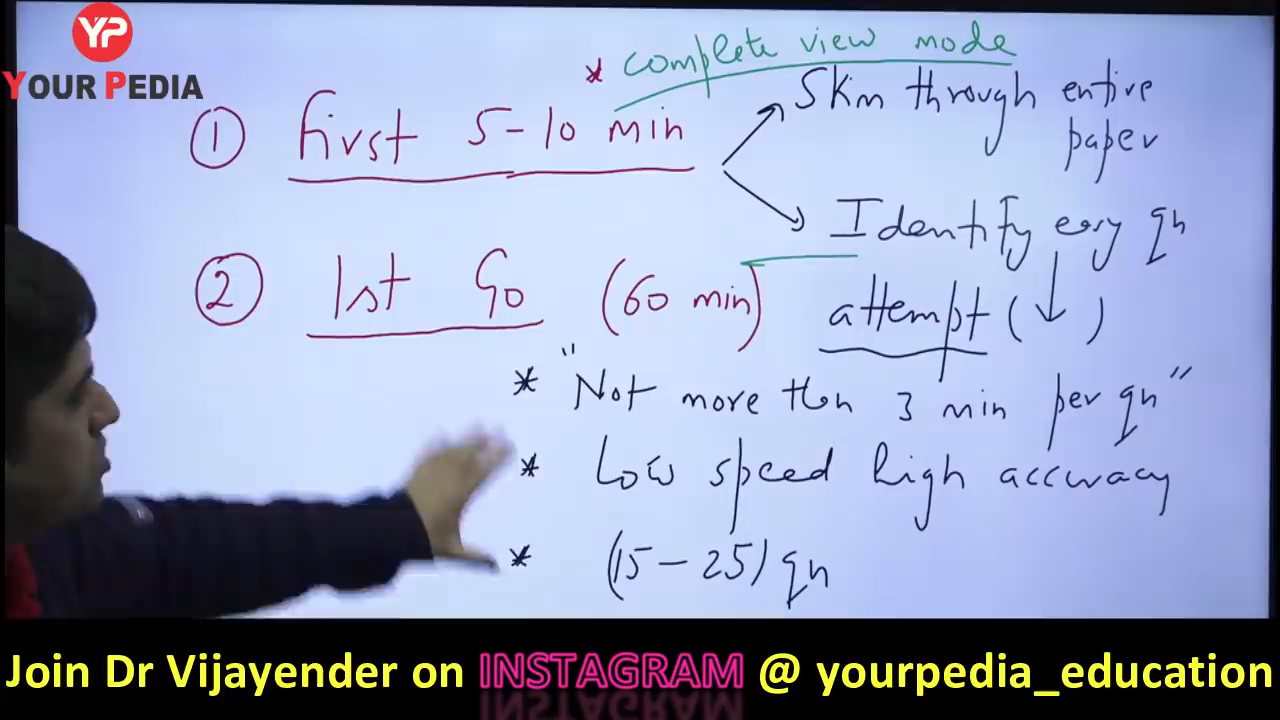 YP
YOUR PEDIA
* complete view mode
① First 5-10 min
Skim through entire
paper
Identify easy qn
② 1st Go (60 min)
attempt (↓)
* "Not more than 3 min per qn"
* Low speed high accuracy
* (15-25) qn
Join Dr Vijayender on INSTAGRAM @ yourpedia_education